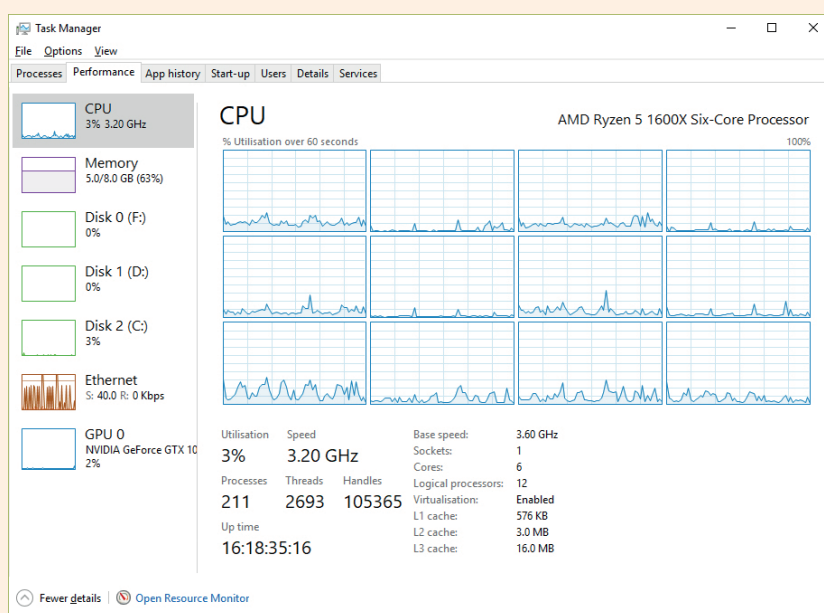 Task Manager
File Options View
Processes Performance App history Start-up Users Details Services
CPU
3% 3.20 GHz
Memory
5.0/8.0 GB (63%)
Disk 0 (F:)
0%
Disk 1 (D:)
0%
Disk 2 (C:)
3%
Ethernet
S: 40.0 R: 0 Kbps
GPU 0
NVIDIA GeForce GTX 10
2%
CPU AMD Ryzen 5 1600X Six-Core Processor
% Utilisation over 60 seconds 100%
Utilisation Speed
3% 3.20 GHz
Processes Threads Handles
211 2693 105365
Up time
16:18:35:16
Base speed: 3.60 GHz
Sockets: 1
Cores: 6
Logical processors: 12
Virtualisation: Enabled
L1 cache: 576 KB
L2 cache: 3.0 MB
L3 cache: 16.0 MB
Fewer details Open Resource Monitor